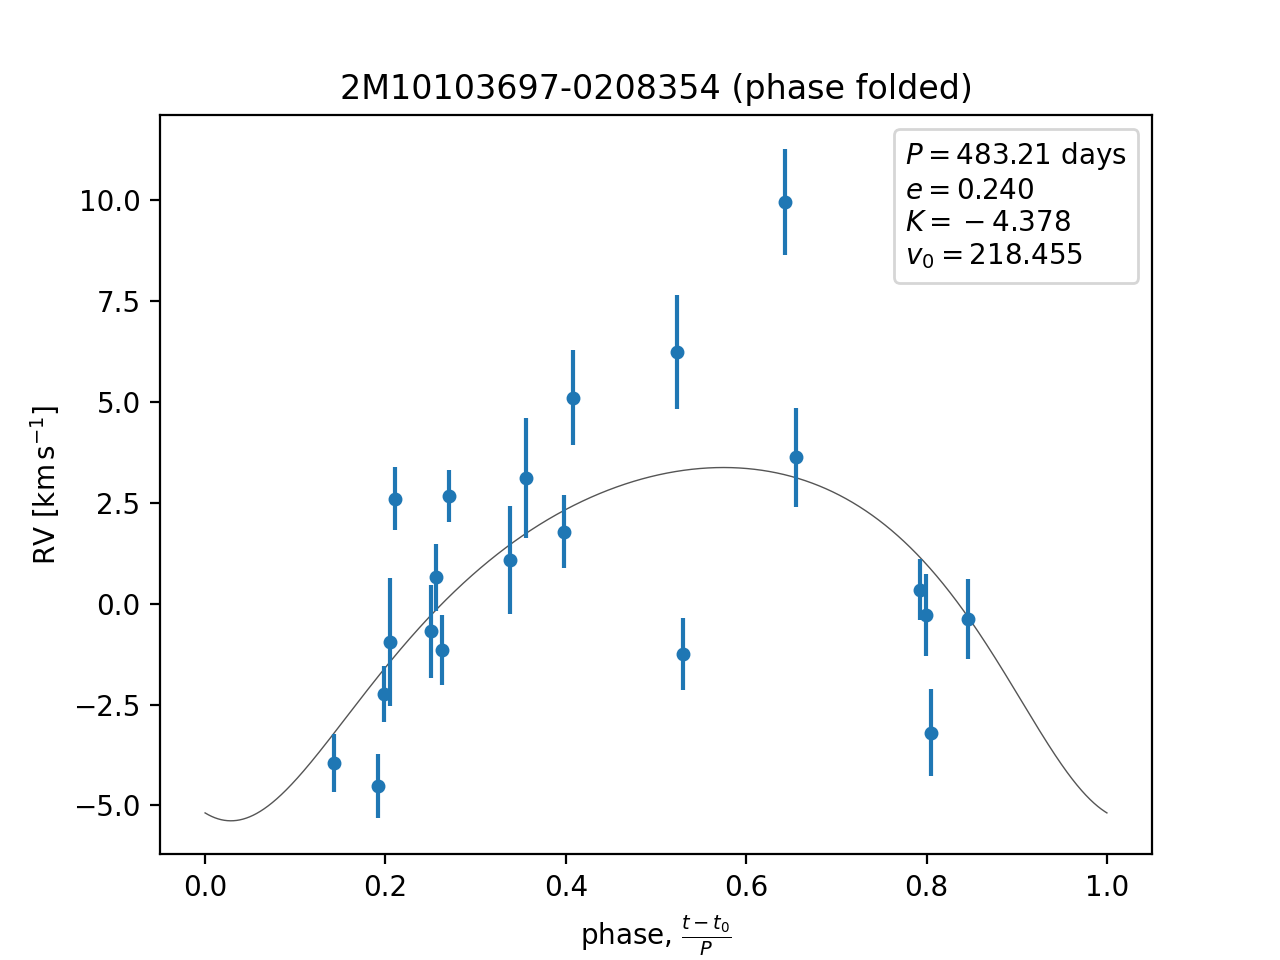 2M10103697-0208354 (phase folded)
P = 483.21 days
e = 0.240
K = −4.378
v₀ = 218.455
10.0
7.5
5.0
2.5
0.0
−2.5
−5.0
RV [km s⁻¹]
0.0 0.2 0.4 0.6 0.8 1.0
phase, (t − t₀)/P